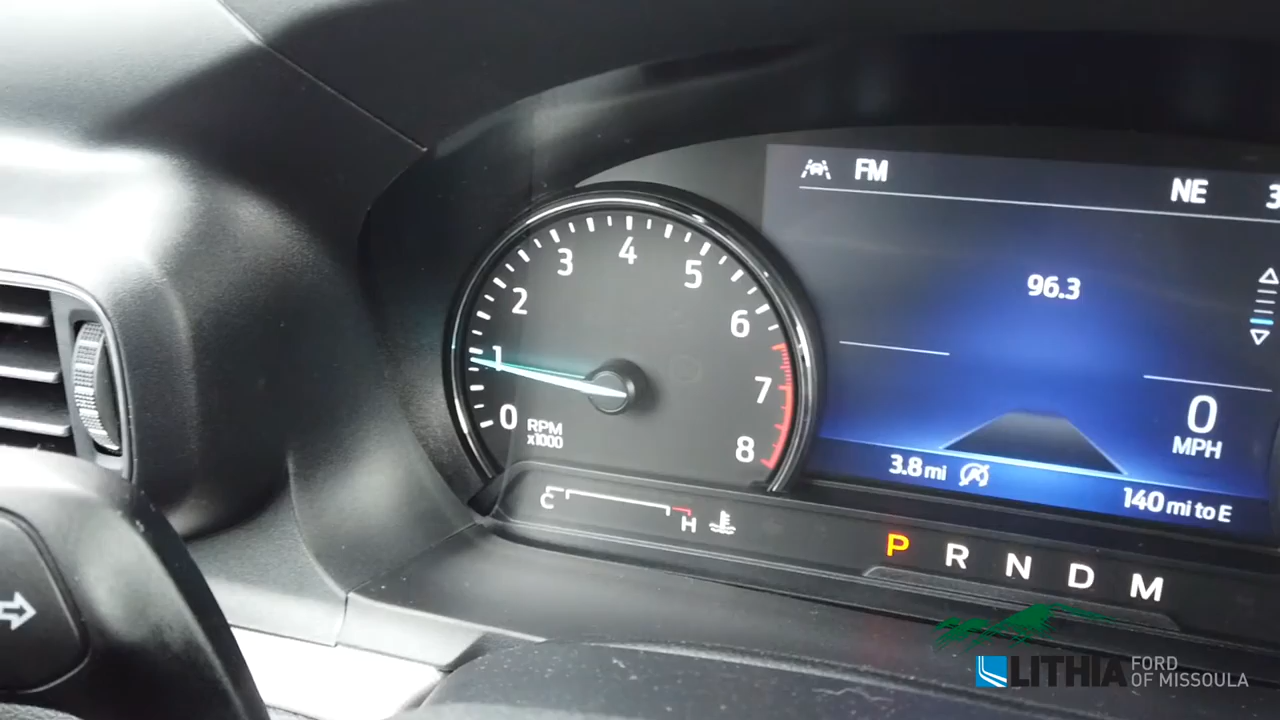 FM
NE
3
96.3
0
MPH
3.8 mi
140 mi to E
0
1
2
3
4
5
6
7
8
RPM
x1000
C
H
P R N D M
LITHIA FORD
OF MISSOULA